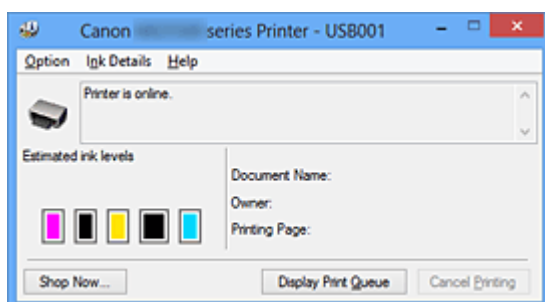 Canon series Printer - USB001
Option Ink Details Help
Printer is online.
Estimated ink levels
Document Name:
Owner:
Printing Page:
Shop Now... Display Print Queue Cancel Printing